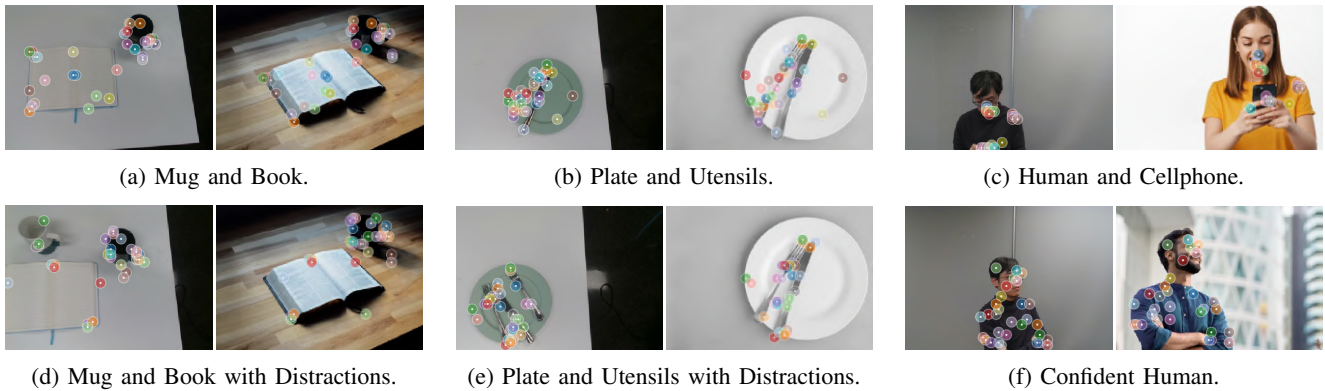 (a) Mug and Book.
(b) Plate and Utensils.
(c) Human and Cellphone.
(d) Mug and Book with Distractions.
(e) Plate and Utensils with Distractions.
(f) Confident Human.